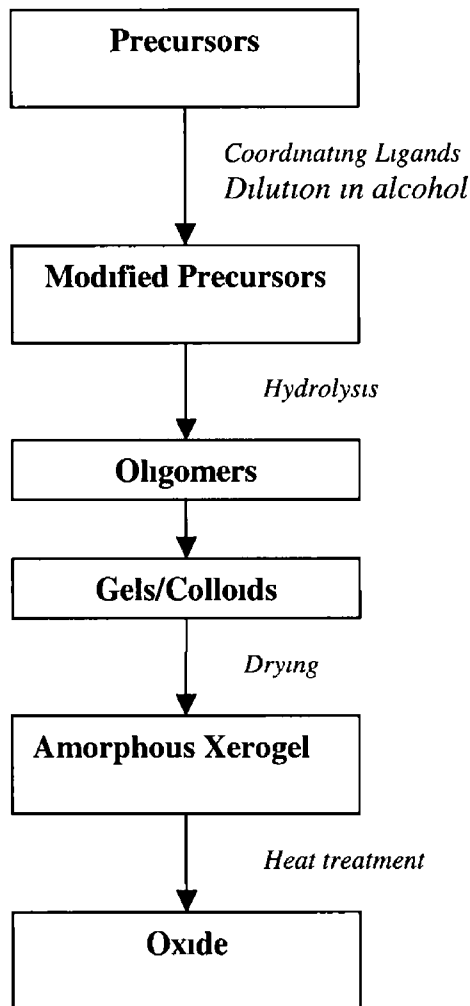 Precursors
Coordinating Ligands
Dilution in alcohol
Modified Precursors
Hydrolysis
Oligomers
Gels/Colloids
Drying
Amorphous Xerogel
Heat treatment
Oxide